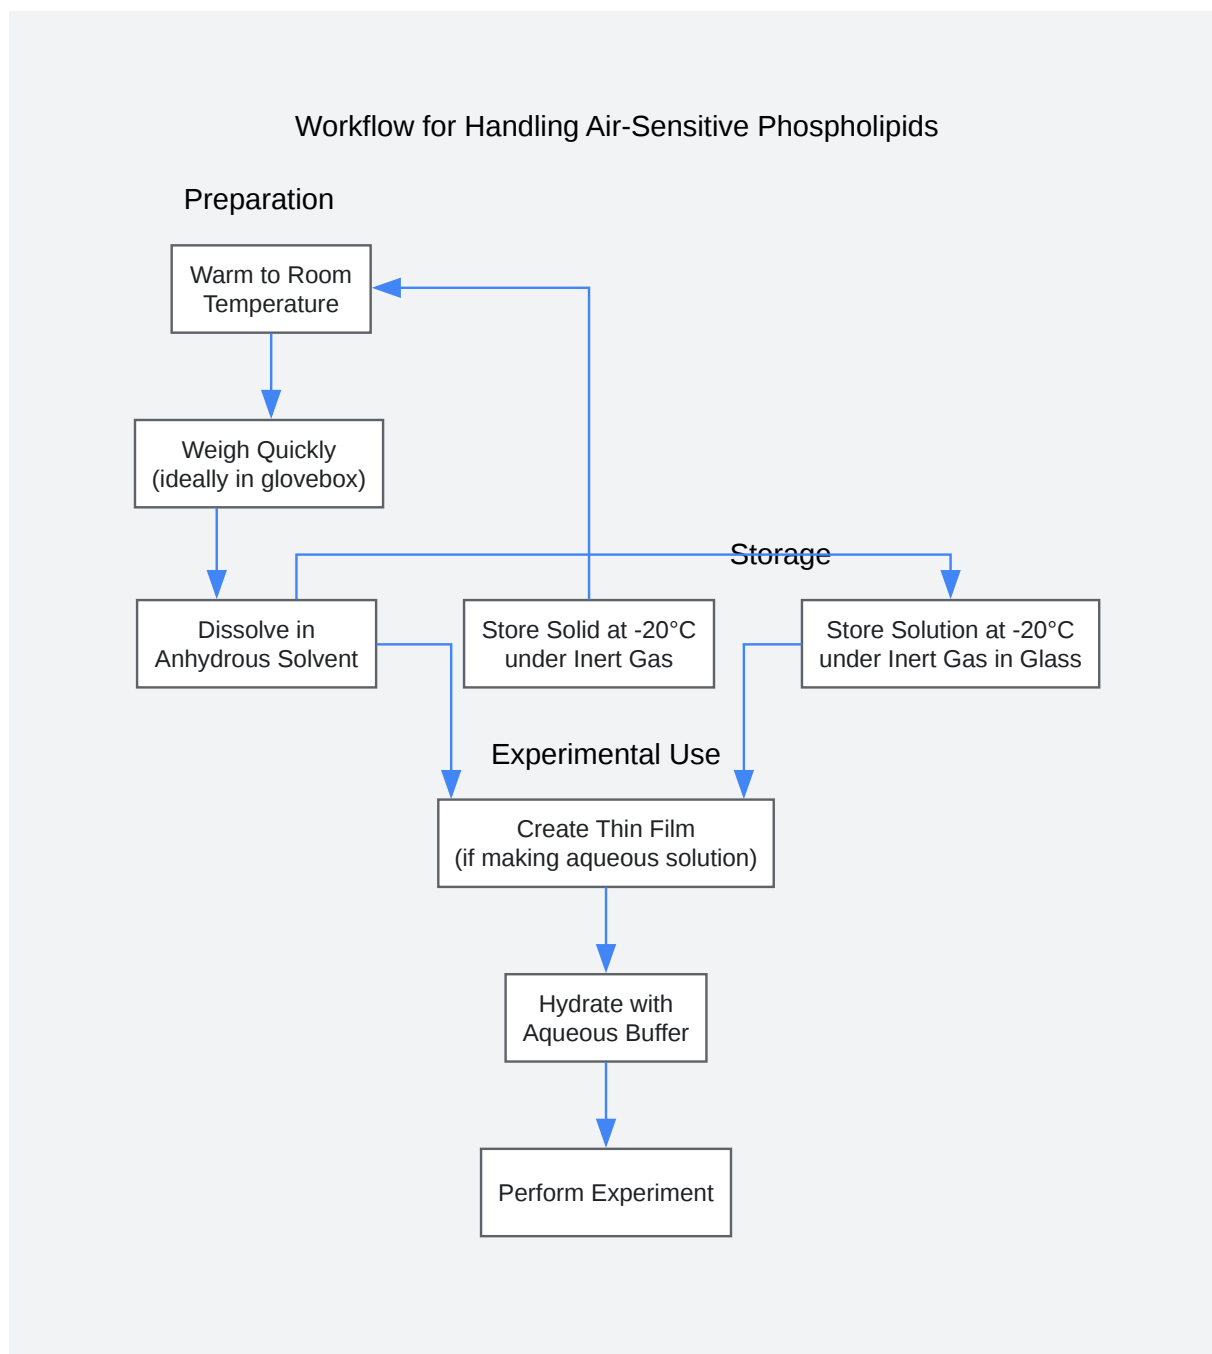 Workflow for Handling Air-Sensitive Phospholipids
Preparation
Warm to Room
Temperature
Weigh Quickly
(ideally in glovebox)
Storage
Dissolve in
Anhydrous Solvent
Store Solid at -20°C
under Inert Gas
Store Solution at -20°C
under Inert Gas in Glass
Experimental Use
Create Thin Film
(if making aqueous solution)
Hydrate with
Aqueous Buffer
Perform Experiment